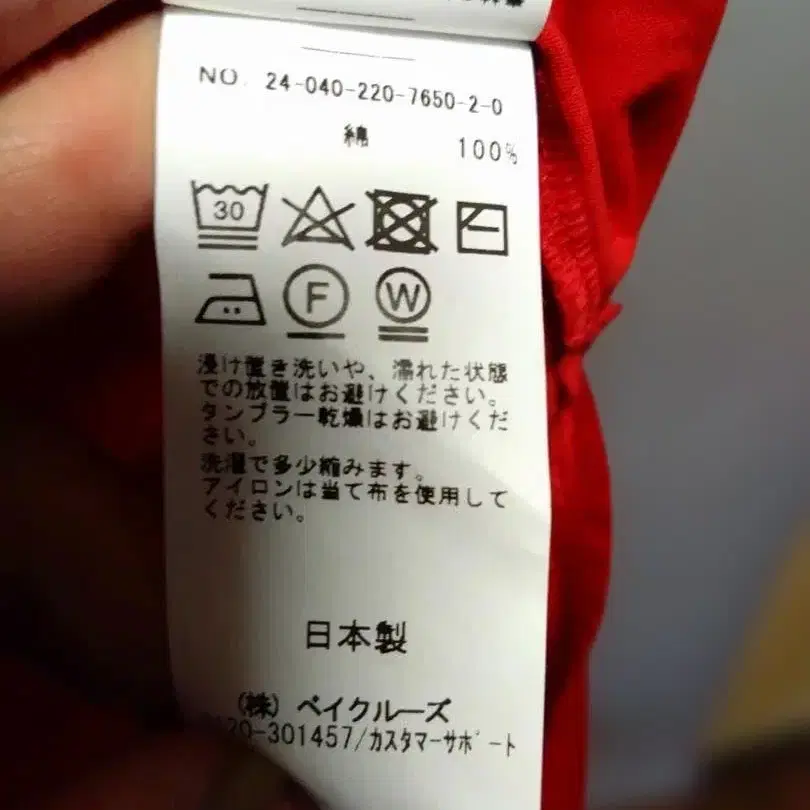 NO. 24-040-220-7650-2-0
綿 100%
30
F W
浸け置き洗いや、濡れた状態
での放置はお避けください。
タンブラー乾燥はお避けくだ
さい。
洗濯で多少縮みます。
アイロンは当て布を使用して
ください。
日本製
(株) ベイクルーズ
120-301457/カスタマーサポート